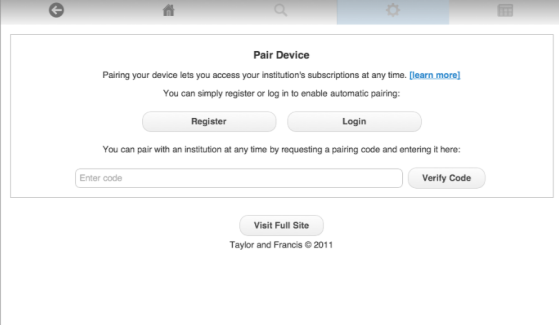 Pair Device
Pairing your device lets you access your institution's subscriptions at any time. [learn more]
You can simply register or log in to enable automatic pairing:
Register Login
You can pair with an institution at any time by requesting a pairing code and entering it here:
Enter code Verify Code
Visit Full Site
Taylor and Francis © 2011